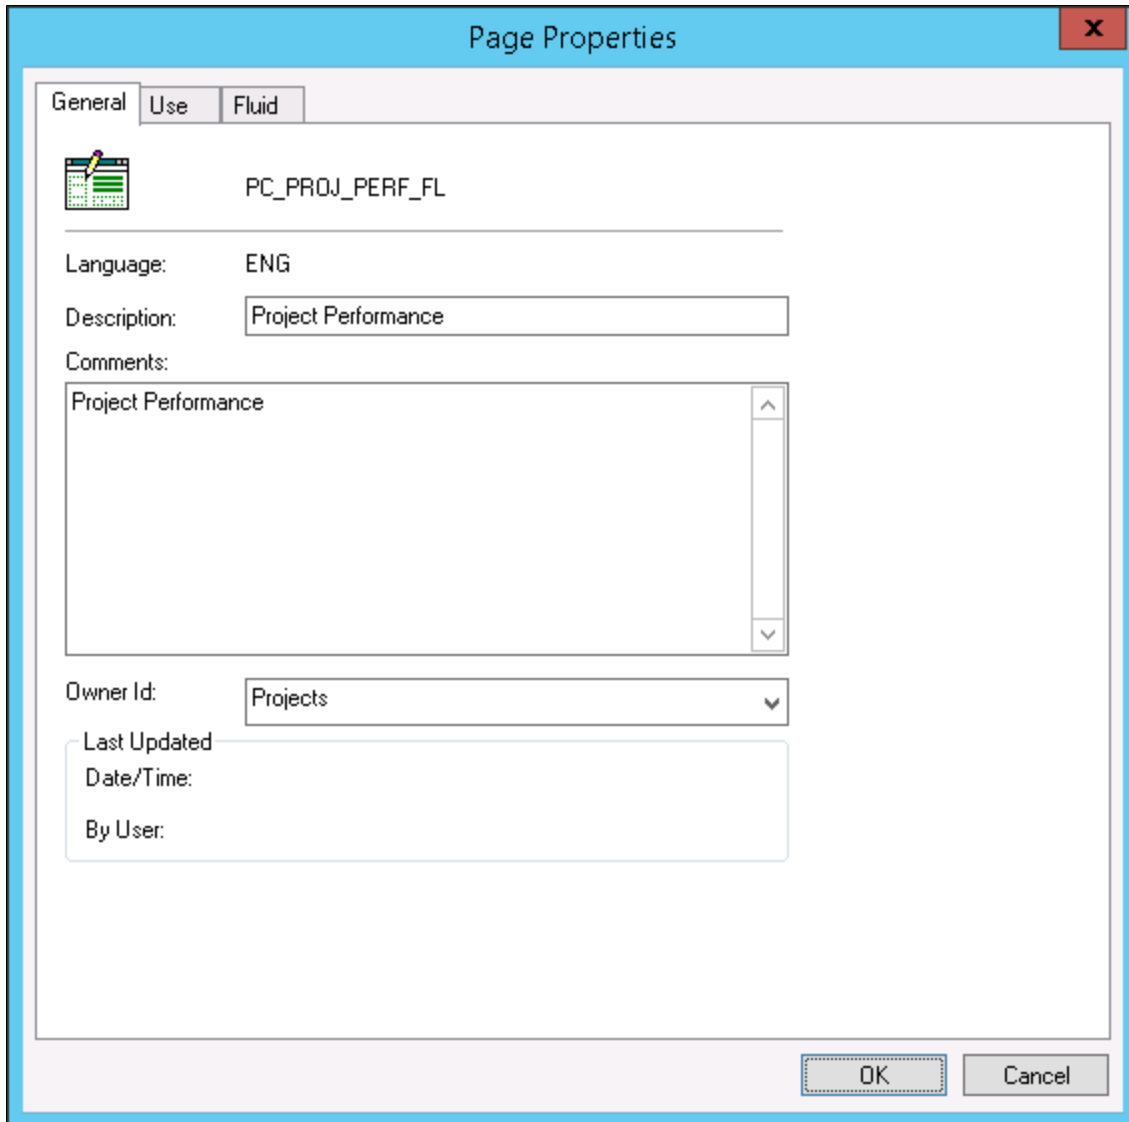 Page Properties
x
General Use Fluid
PC_PROJ_PERF_FL
Language: ENG
Description: Project Performance
Comments:
Project Performance
Owner Id: Projects
Last Updated
Date/Time:
By User:
OK Cancel